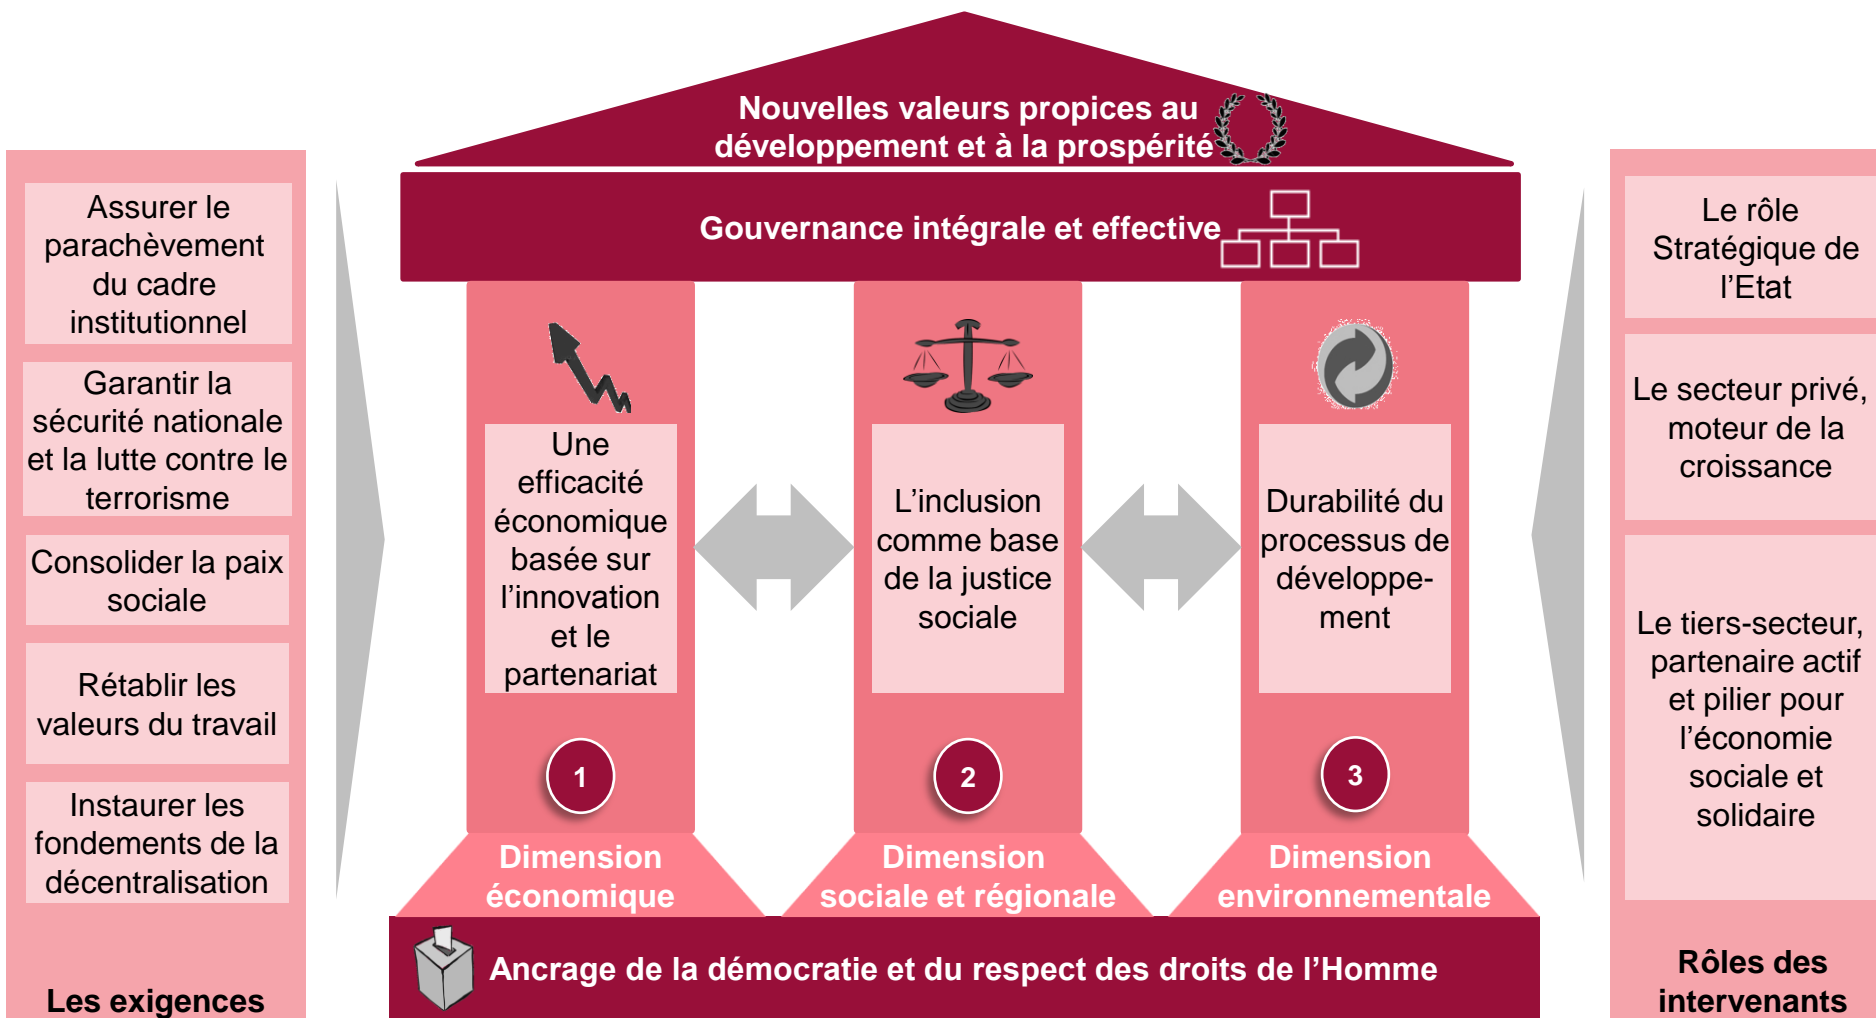 Nouvelles valeurs propices au
développement et à la prospérité
Gouvernance intégrale et effective
Assurer le
parachèvement
du cadre
institutionnel
Garantir la
sécurité nationale
et la lutte contre le
terrorisme
Consolider la paix
sociale
Rétablir les
valeurs du travail
Instaurer les
fondements de la
décentralisation
Les exigences
Une
efficacité
économique
basée sur
l’innovation
et le
partenariat
1
Dimension
économique
L’inclusion
comme base
de la justice
sociale
2
Dimension
sociale et régionale
Durabilité du
processus de
développe-
ment
3
Dimension
environnementale
Ancrage de la démocratie et du respect des droits de l’Homme
Le rôle
Stratégique de
l’Etat
Le secteur privé,
moteur de la
croissance
Le tiers-secteur,
partenaire actif
et pilier pour
l’économie
sociale et
solidaire
Rôles des
intervenants